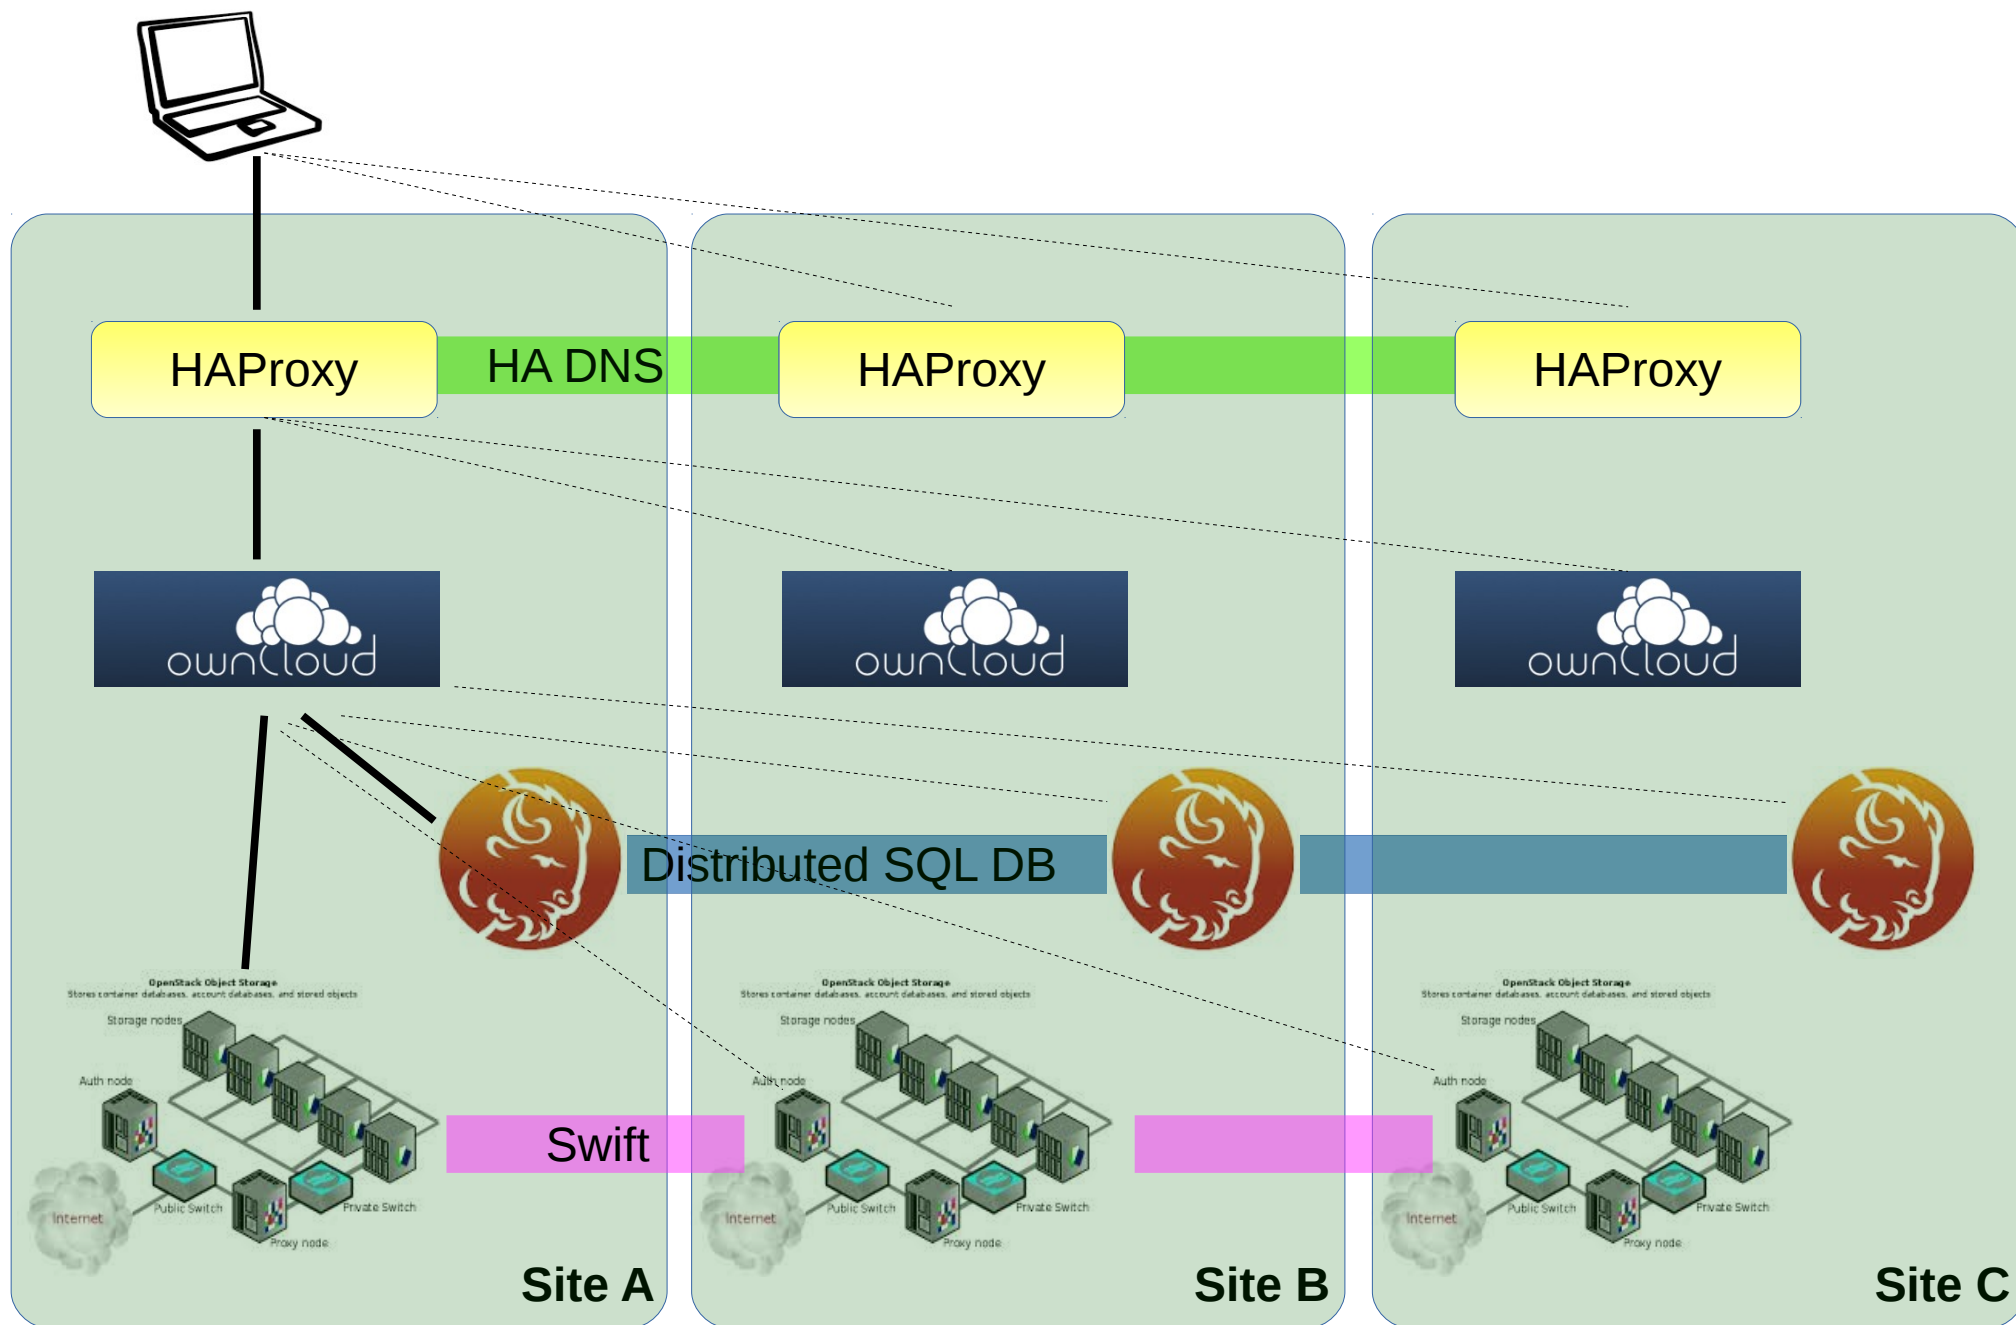 HAProxy
HA DNS
HAProxy
HAProxy
ownCloud
ownCloud
ownCloud
Distributed SQL DB
OpenStack Object Storage
Stores container databases, account databases, and stored objects
Storage nodes
Auth node
Internet
Public Switch
Private Switch
Proxy node
Swift
OpenStack Object Storage
Stores container databases, account databases, and stored objects
Storage nodes
Auth node
Internet
Public Switch
Private Switch
Proxy node
OpenStack Object Storage
Stores container databases, account databases, and stored objects
Storage nodes
Auth node
Internet
Public Switch
Private Switch
Proxy node
Site A
Site B
Site C